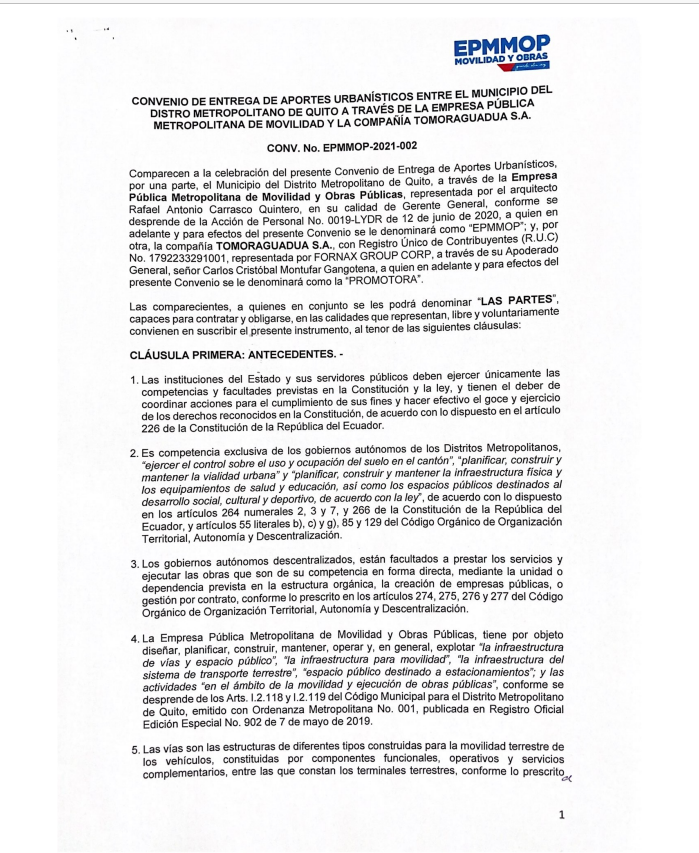 EPMMOP
MOVILIDAD Y OBRAS
CONVENIO DE ENTREGA DE APORTES URBANÍSTICOS ENTRE EL MUNICIPIO DEL
DISTRO METROPOLITANO DE QUITO A TRAVÉS DE LA EMPRESA PÚBLICA
METROPOLITANA DE MOVILIDAD Y LA COMPAÑÍA TOMORAGUADUA S.A.
CONV. No. EPMMOP-2021-002
Comparecen a la celebración del presente Convenio de Entrega de Aportes Urbanísticos,
por una parte, el Municipio del Distrito Metropolitano de Quito, a través de la Empresa
Pública Metropolitana de Movilidad y Obras Públicas, representada por el arquitecto
Rafael Antonio Carrasco Quintero, en su calidad de Gerente General, conforme se
desprende de la Acción de Personal No. 0019-LYDR de 12 de junio de 2020, a quien en
adelante y para efectos del presente Convenio se le denominará como "EPMMOP"; y, por
otra, la compañía TOMORAGUADUA S.A., con Registro Único de Contribuyentes (R.U.C)
No. 1792233291001, representada por FORNAX GROUP CORP, a través de su Apoderado
General, señor Carlos Cristóbal Montufar Gangotena, a quien en adelante y para efectos del
presente Convenio se le denominará como la "PROMOTORA".
Las comparecientes, a quienes en conjunto se les podrá denominar "LAS PARTES",
capaces para contratar y obligarse, en las calidades que representan, libre y voluntariamente
convienen en suscribir el presente instrumento, al tenor de las siguientes cláusulas:
CLÁUSULA PRIMERA: ANTECEDENTES. -
1. Las instituciones del Estado y sus servidores públicos deben ejercer únicamente las
competencias y facultades previstas en la Constitución y la ley, y tienen el deber de
coordinar acciones para el cumplimiento de sus fines y hacer efectivo el goce y ejercicio
de los derechos reconocidos en la Constitución, de acuerdo con lo dispuesto en el artículo
226 de la Constitución de la República del Ecuador.
2. Es competencia exclusiva de los gobiernos autónomos de los Distritos Metropolitanos,
"ejercer el control sobre el uso y ocupación del suelo en el cantón", "planificar, construir y
mantener la vialidad urbana" y "planificar, construir y mantener la infraestructura física y
los equipamientos de salud y educación, así como los espacios públicos destinados al
desarrollo social, cultural y deportivo, de acuerdo con la ley", de acuerdo con lo dispuesto
en los artículos 264 numerales 2, 3 y 7, y 266 de la Constitución de la República del
Ecuador, y artículos 55 literales b), c) y g), 85 y 129 del Código Orgánico de Organización
Territorial, Autonomía y Descentralización.
3. Los gobiernos autónomos descentralizados, están facultados a prestar los servicios y
ejecutar las obras que son de su competencia en forma directa, mediante la unidad o
dependencia prevista en la estructura orgánica, la creación de empresas públicas, o
gestión por contrato, conforme lo prescrito en los artículos 274, 275, 276 y 277 del Código
Orgánico de Organización Territorial, Autonomía y Descentralización.
4. La Empresa Pública Metropolitana de Movilidad y Obras Públicas, tiene por objeto
diseñar, planificar, construir, mantener, operar y, en general, explotar "la infraestructura
de vías y espacio público", "la infraestructura para movilidad", "la infraestructura del
sistema de transporte terrestre", "espacio público destinado a estacionamientos"; y las
actividades "en el ámbito de la movilidad y ejecución de obras públicas", conforme se
desprende de los Arts. I.2.118 y I.2.119 del Código Municipal para el Distrito Metropolitano
de Quito, emitido con Ordenanza Metropolitana No. 001, publicada en Registro Oficial
Edición Especial No. 902 de 7 de mayo de 2019.
5. Las vías son las estructuras de diferentes tipos construidas para la movilidad terrestre de
los vehículos, constituidas por componentes funcionales, operativos y servicios
complementarios, entre las que constan los terminales terrestres, conforme lo prescrito
1